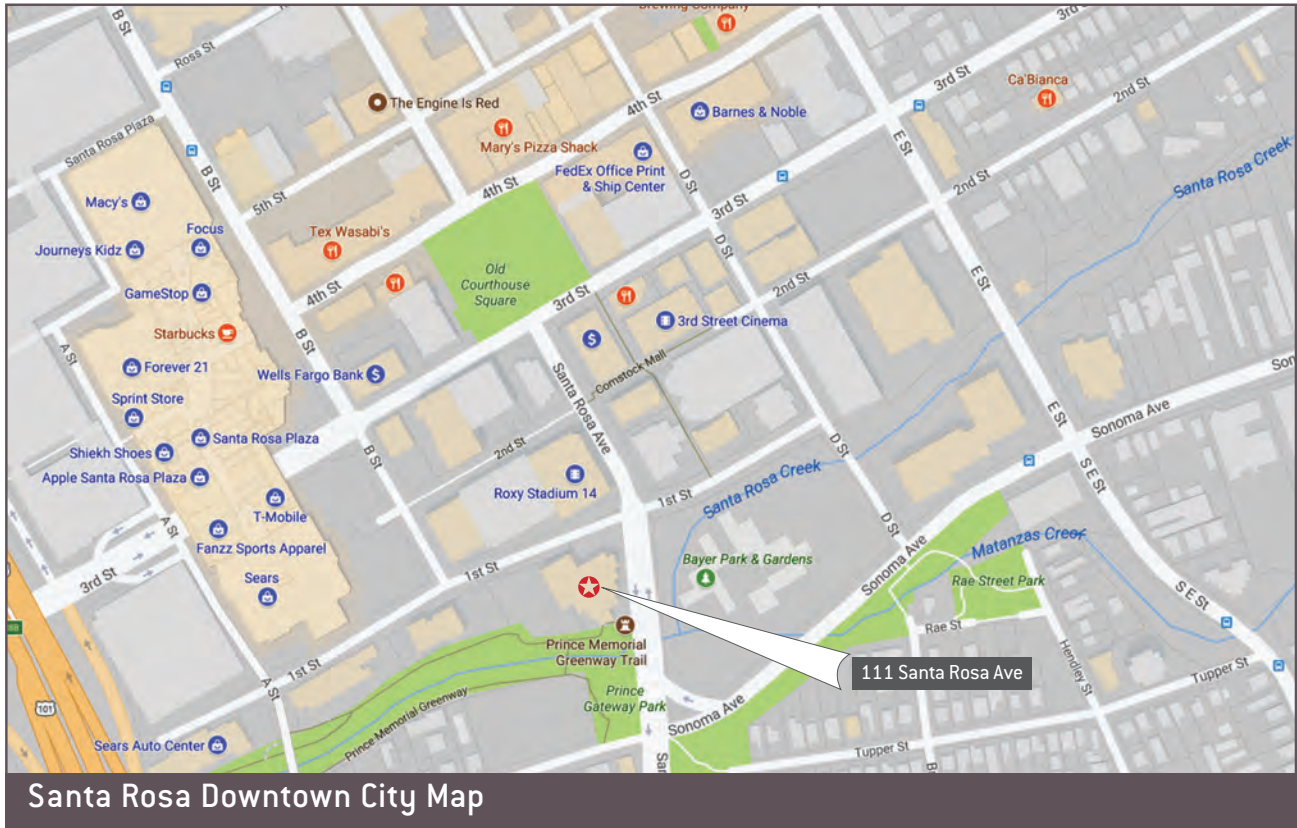 Brewing Company
3rd St
B St
Ross St
Ca'Bianca
The Engine Is Red
4th St
Barnes & Noble
3rd St
2nd St
Santa Rosa Plaza
Mary's Pizza Shack
E St
B St
4th St
FedEx Office Print
& Ship Center
D St
2nd St
Santa Rosa Creek
Macy's
5th St
3rd St
Focus
Tex Wasabi's
D St
Journeys Kidz
Old
Courthouse
Square
E St
GameStop
4th St
3rd St
2nd St
Starbucks
B St
3rd Street Cinema
A St
Forever 21
Wells Fargo Bank
Comstock Mall
Santa Rosa Ave
Sprint Store
E St
Sonoma Ave
Santa Rosa Plaza
2nd St
B St
D St
Shiekh Shoes
Apple Santa Rosa Plaza
Roxy Stadium 14
1st St
Santa Rosa Creek
S E St
T-Mobile
A St
D St
Fanzz Sports Apparel
Matanzas Creek
3rd St
Sears
1st St
Bayer Park & Gardens
Sonoma Ave
Rae Street Park
S E St
Rae St
Prince Memorial
Greenway Trail
1st St
111 Santa Rosa Ave
Hendley St
Tupper St
A St
Prince
Gateway Park
101
Prince Memorial Greenway
Sonoma Ave
Sears Auto Center
Tupper St
Santa Rosa Downtown City Map